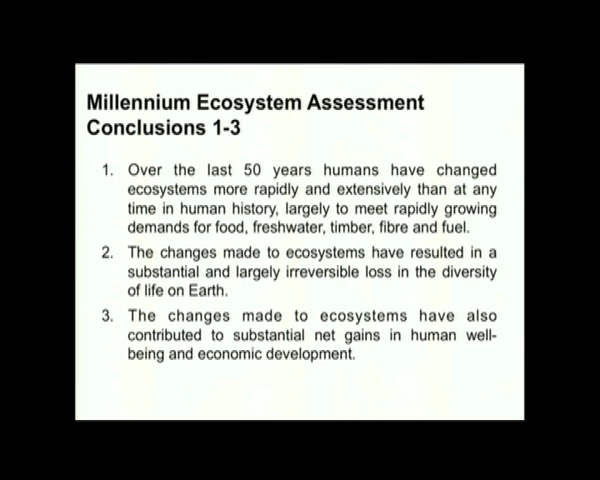 Millennium Ecosystem Assessment
Conclusions 1-3
1. Over the last 50 years humans have changed
ecosystems more rapidly and extensively than at any
time in human history, largely to meet rapidly growing
demands for food, freshwater, timber, fibre and fuel.
2. The changes made to ecosystems have resulted in a
substantial and largely irreversible loss in the diversity
of life on Earth.
3. The changes made to ecosystems have also
contributed to substantial net gains in human well-
being and economic development.